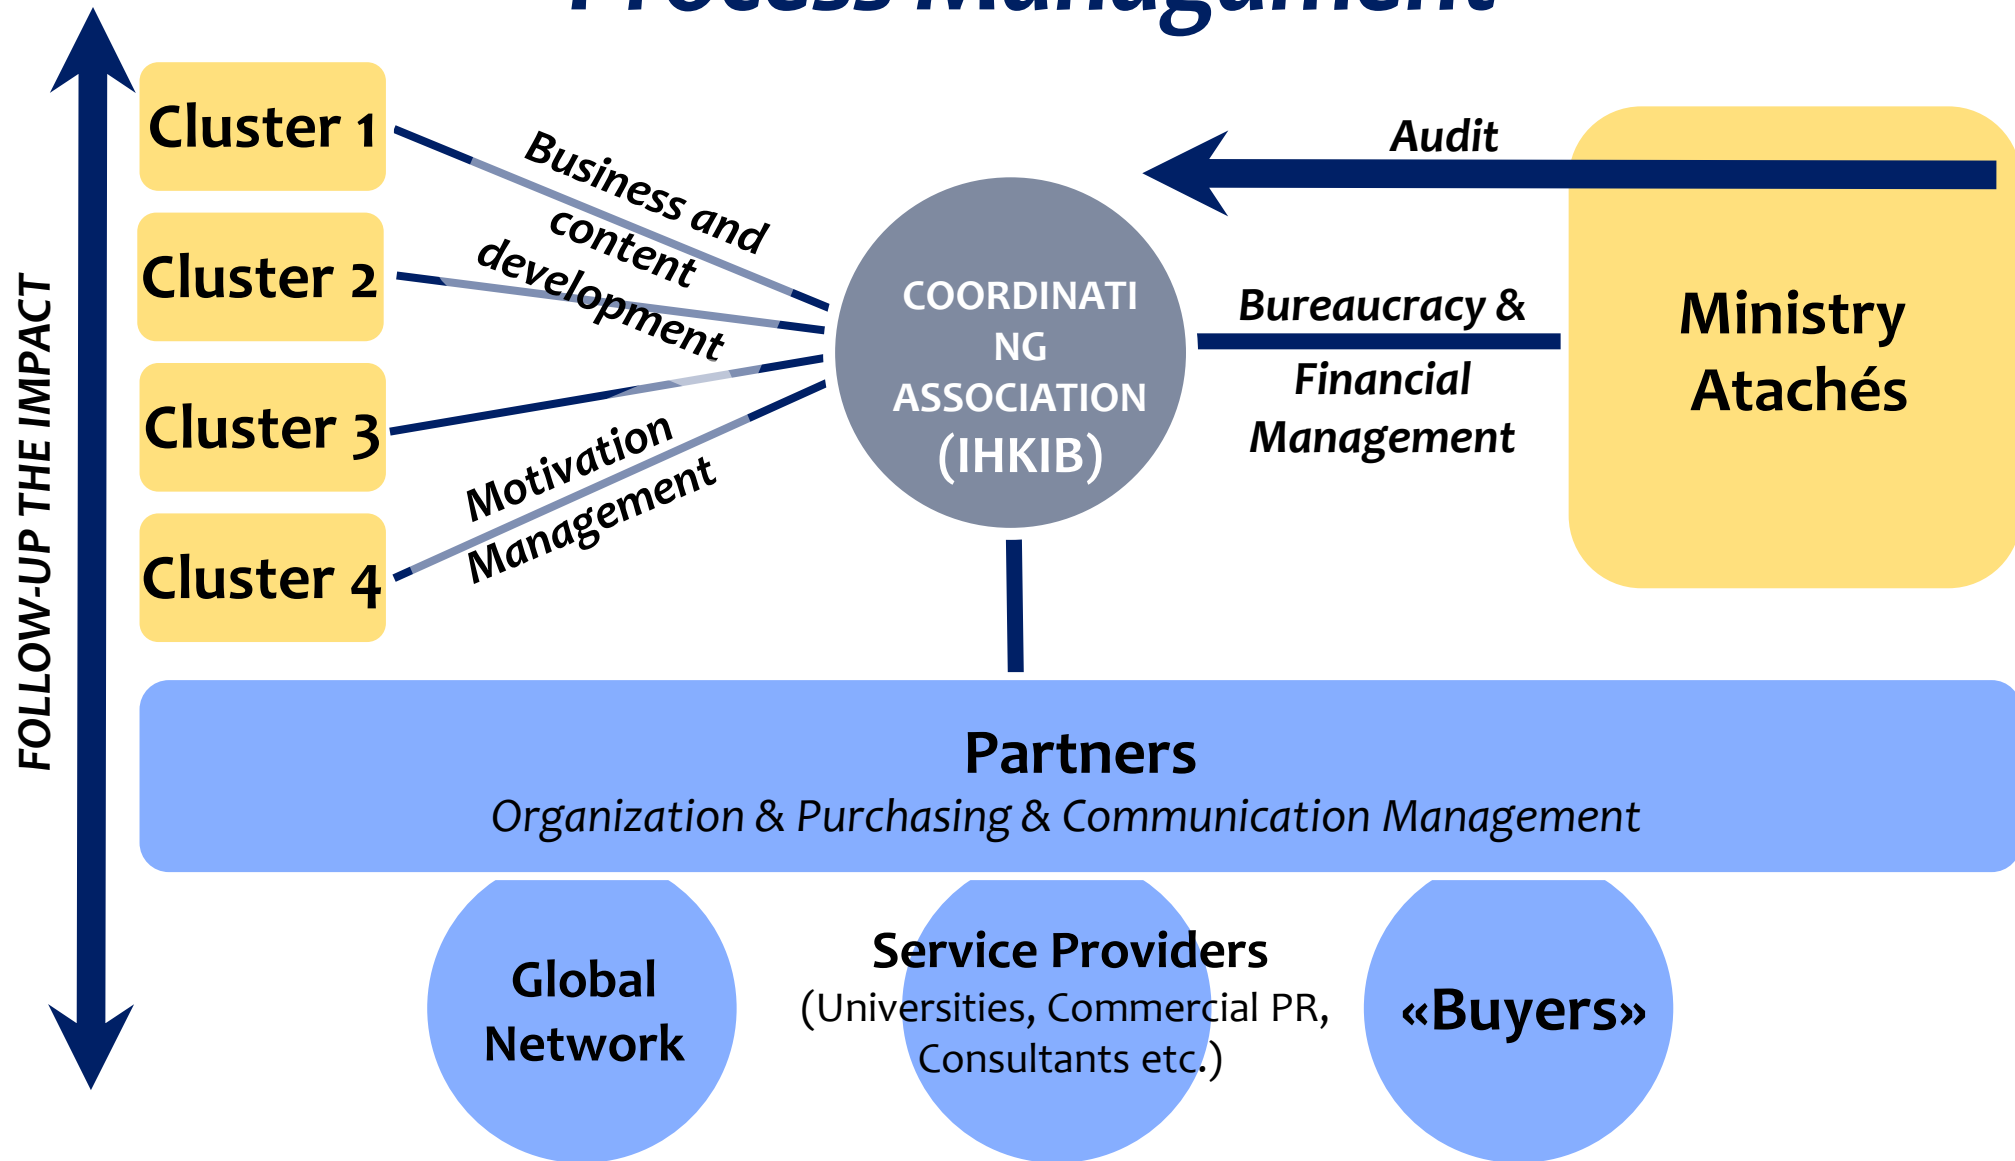 Process Managament
Cluster 1
Cluster 2
Cluster 3
Cluster 4
FOLLOW-UP THE IMPACT
Business and
content
development
Motivation
Management
COORDINATI
NG
ASSOCIATION
(IHKIB)
Audit
Bureaucracy &
Financial
Management
Ministry
Atachés
Partners
Organization & Purchasing & Communication Management
Global
Network
Service Providers
(Universities, Commercial PR,
Consultants etc.)
«Buyers»